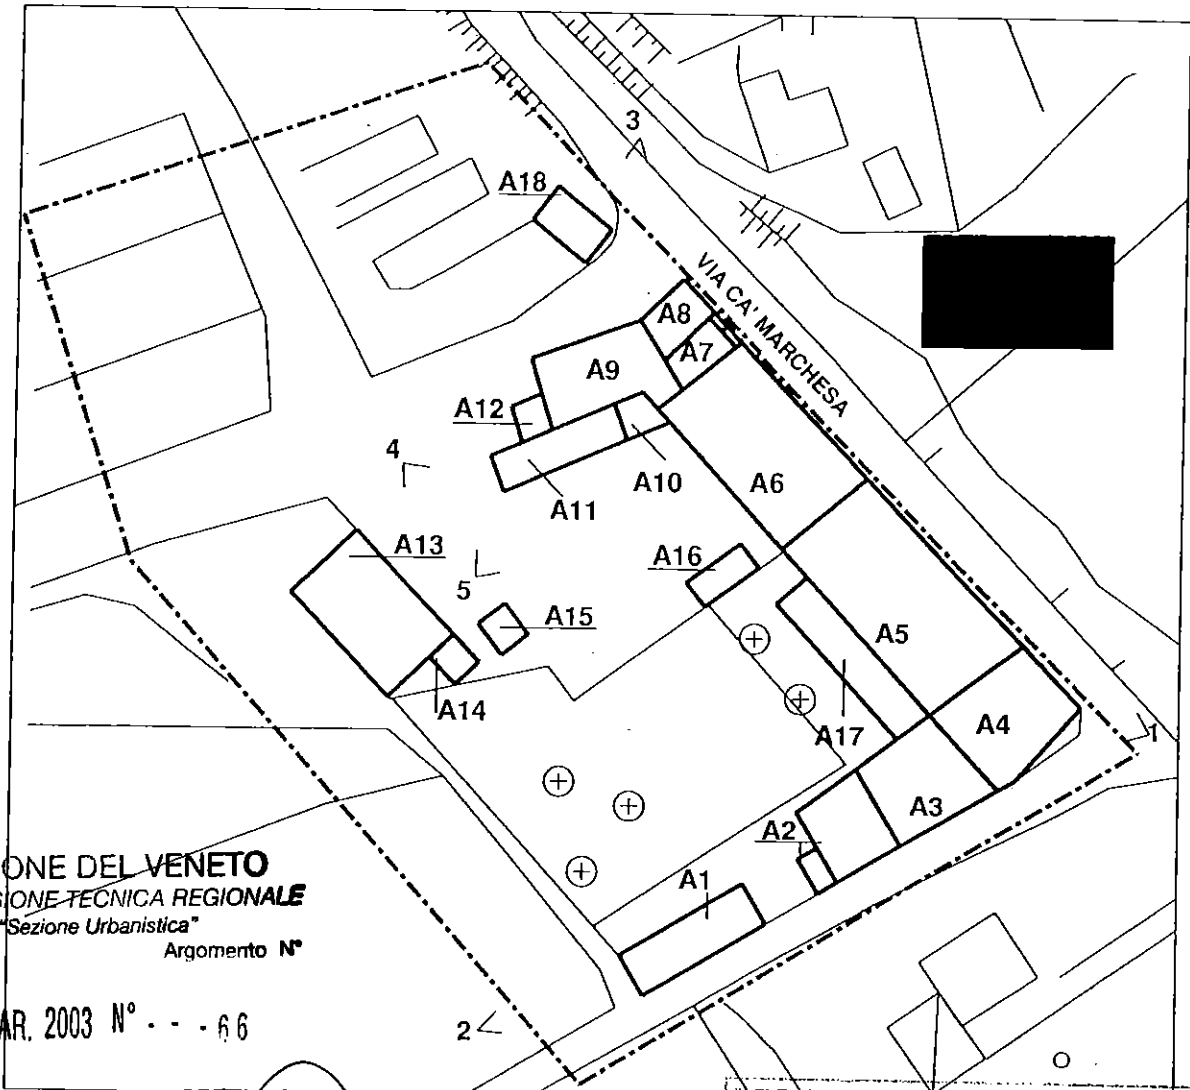 3
A18
VIA CA' MARCHESA
A8
A7
A9
A12
4
A10
A6
A11
A13
A16
5
A15
A5
A14
A17
A4
1
A3
A2
A1
ONE DEL VENETO
IONE TECNICA REGIONALE
"Sezione Urbanistica"
Argomento N°
AR. 2003 N° - - - 66
2